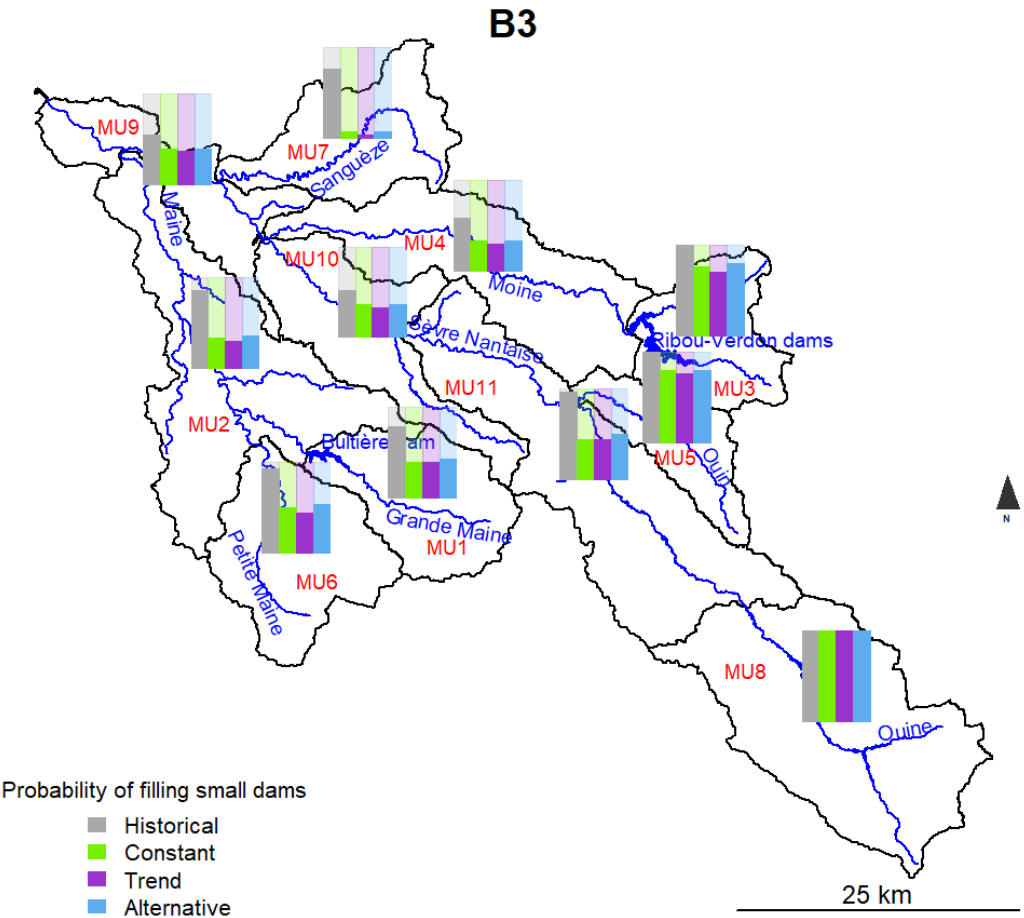 B3
MU9
MU7
Sanguèze
Maine
MU4
MU10
Moine
Sèvre Nantaise
Ribou-Verdon dams
MU11
MU3
MU2
Bultière dam
MU5
Ouin
Grande Maine
MU1
Petite Maine
MU6
N
MU8
Ouine
Probability of filling small dams
Historical
Constant
Trend
Alternative
25 km